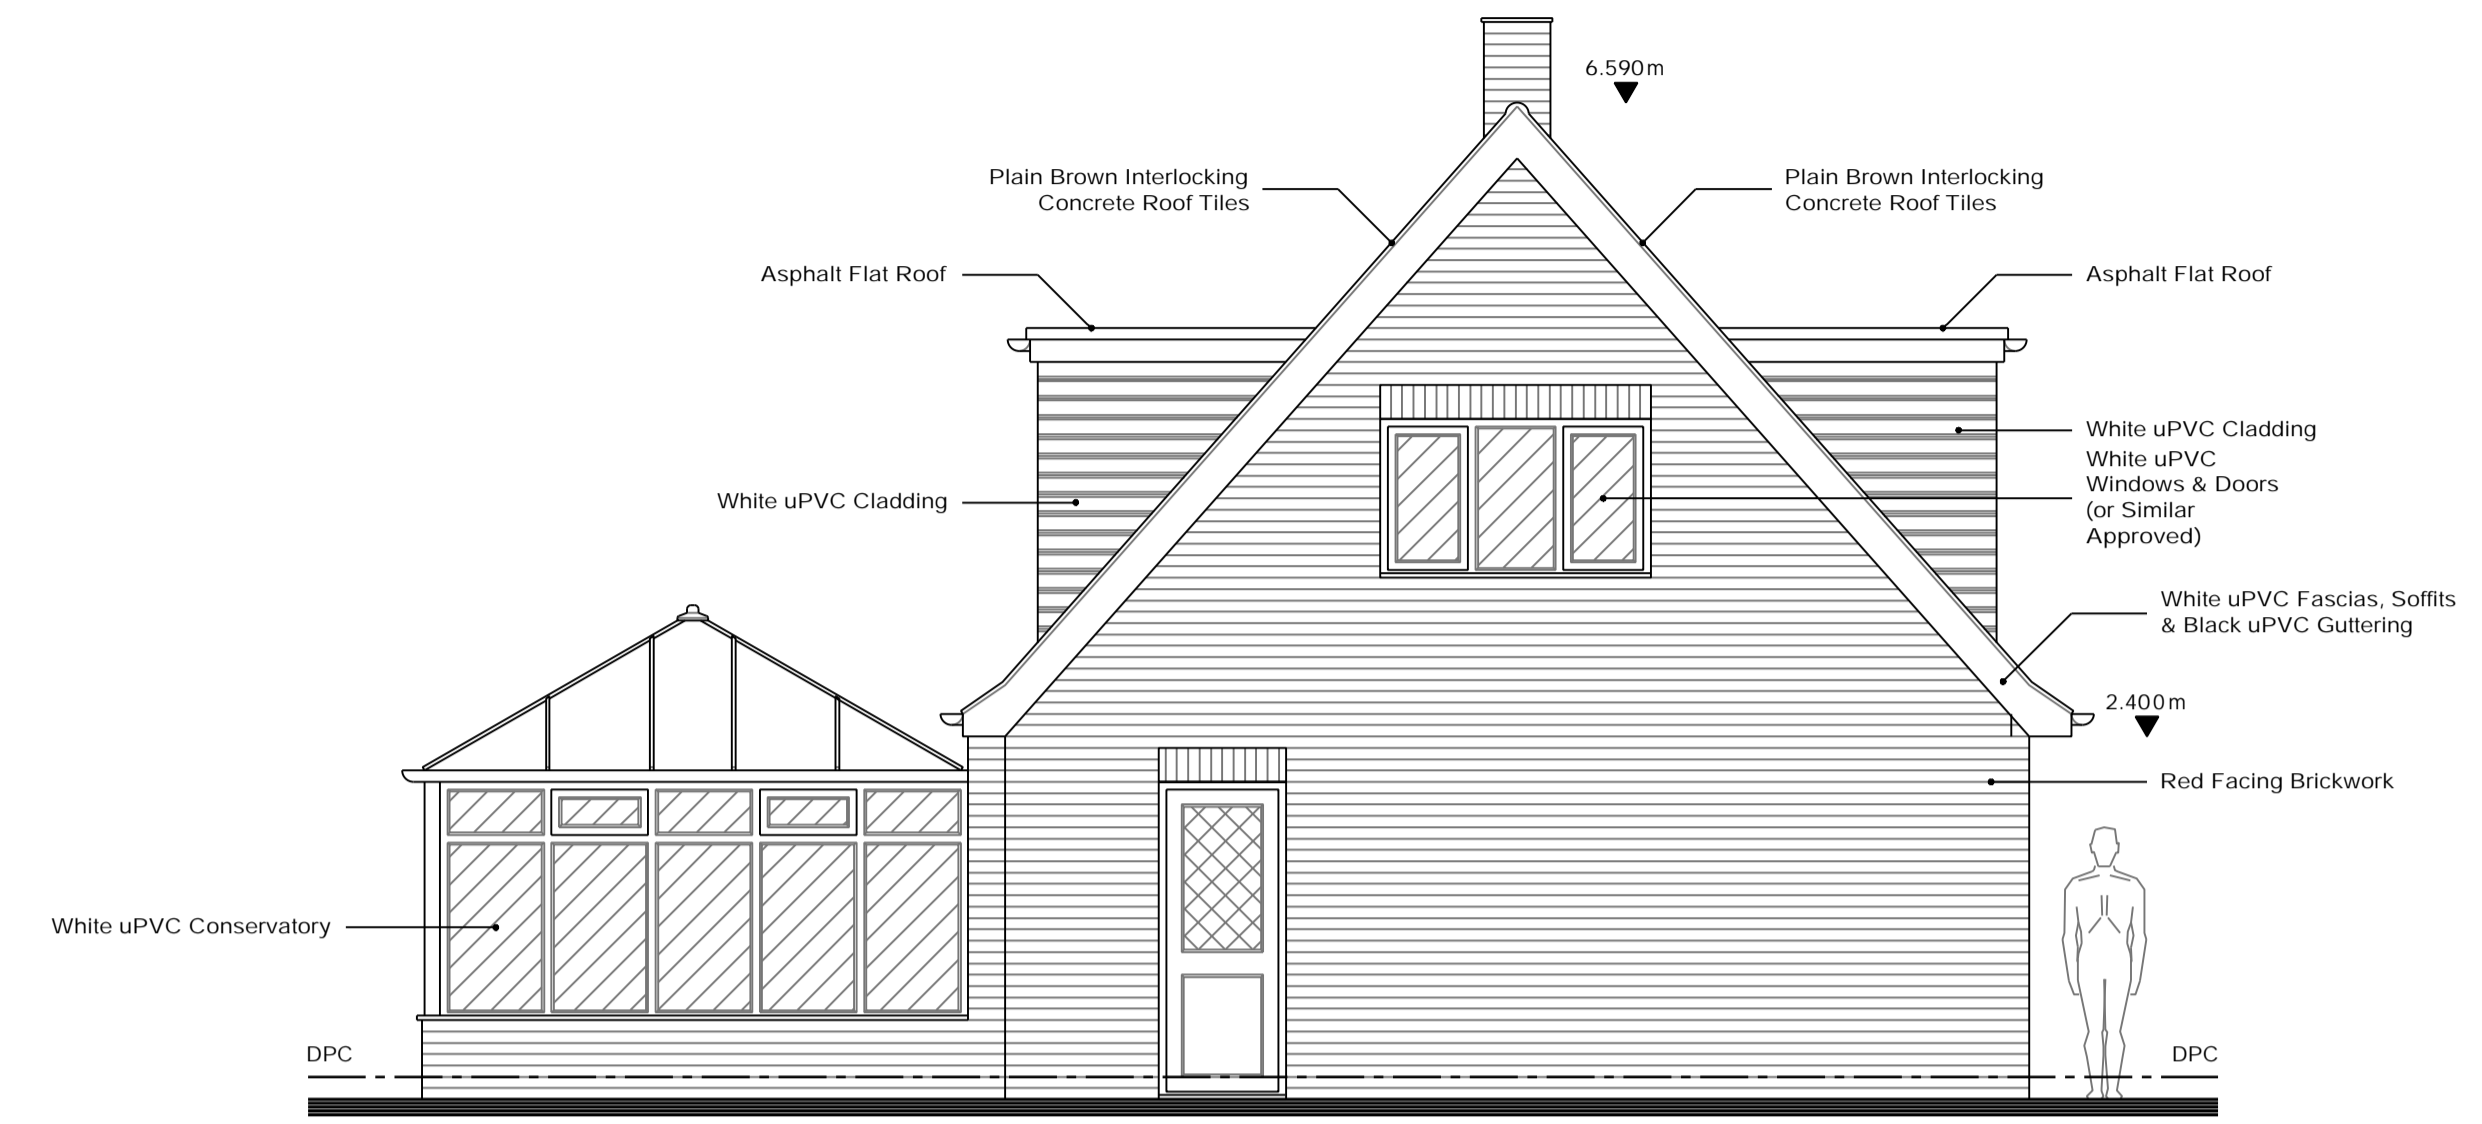 6.590m
Plain Brown Interlocking
Concrete Roof Tiles
Plain Brown Interlocking
Concrete Roof Tiles
Asphalt Flat Roof
Asphalt Flat Roof
White uPVC Cladding
White uPVC
Windows & Doors
(or Similar
Approved)
White uPVC Cladding
White uPVC Fascias, Soffits
& Black uPVC Guttering
2.400m
Red Facing Brickwork
White uPVC Conservatory
DPC
DPC